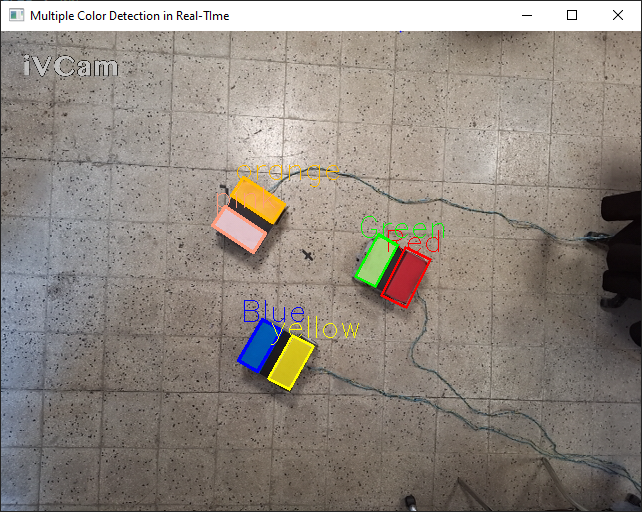 Multiple Color Detection in Real-TIme
iVCam
Red
Blue
yellow